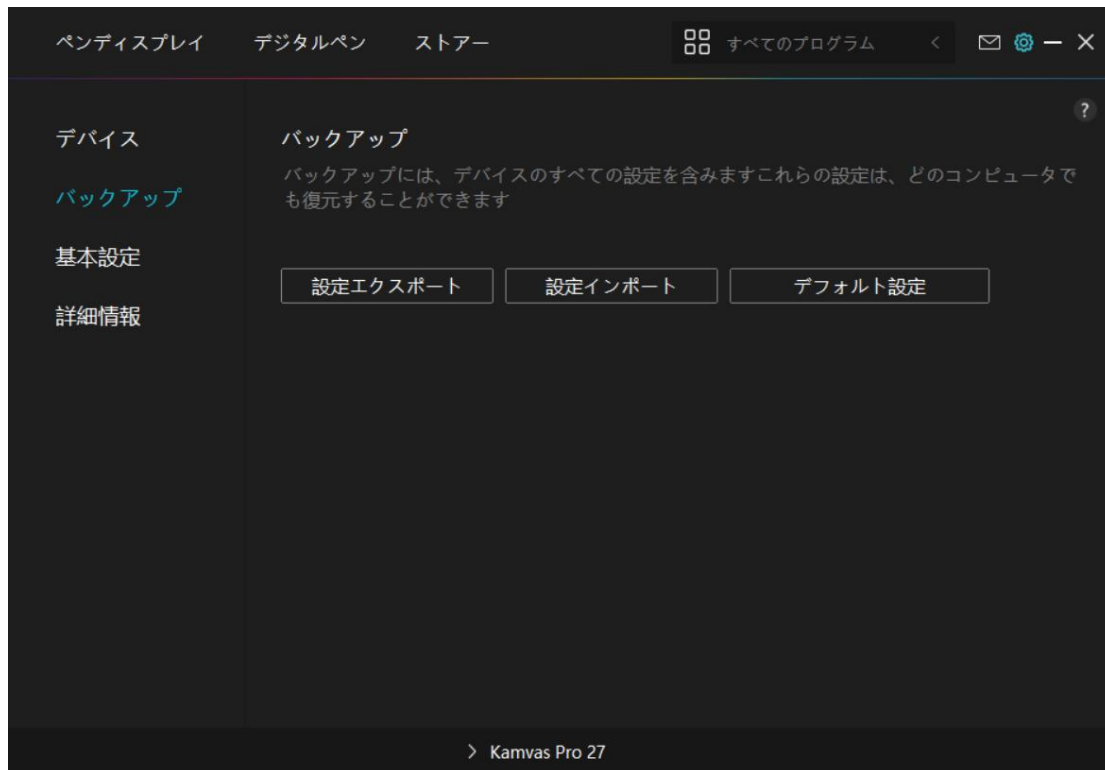 ペンディスプレイ デジタルペン ストアー すべてのプログラム
?
デバイス
バックアップ
基本設定
詳細情報
バックアップ
バックアップには、デバイスのすべての設定を含みますこれらの設定は、どのコンピュータで
も復元することができます
設定エクスポート 設定インポート デフォルト設定
Kamvas Pro 27